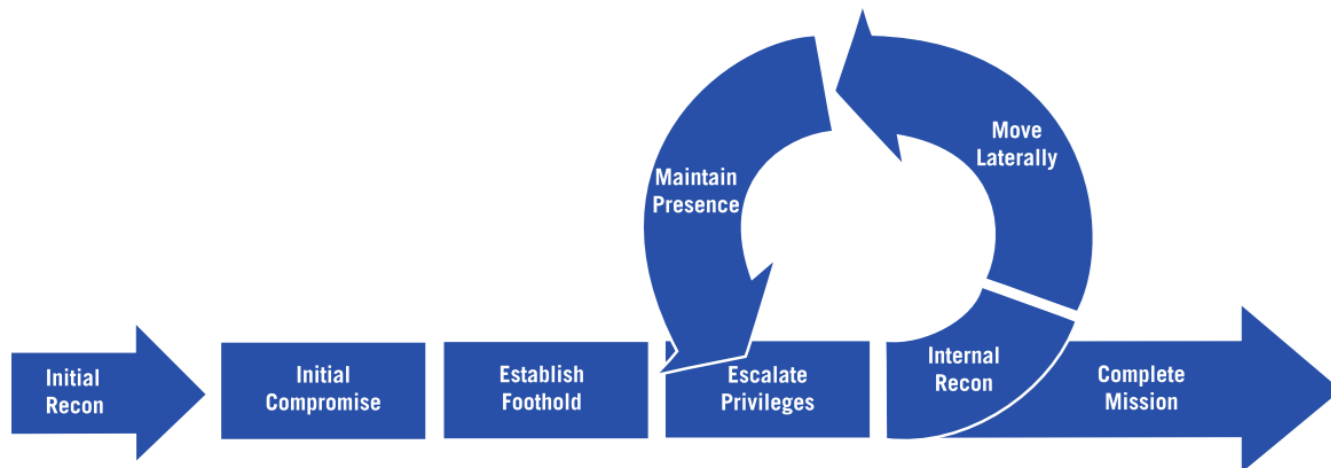 Initial
Recon
Initial
Compromise
Establish
Foothold
Escalate
Privileges
Internal
Recon
Move
Laterally
Maintain
Presence
Complete
Mission